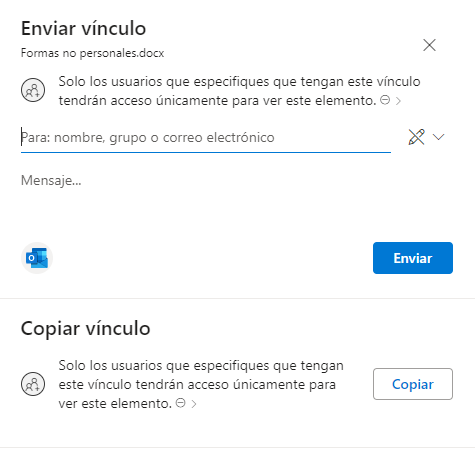 Enviar vínculo
Formas no personales.docx
Solo los usuarios que especifiques que tengan este vínculo
tendrán acceso únicamente para ver este elemento.
Para: nombre, grupo o correo electrónico
Mensaje...
Enviar
Copiar vínculo
Solo los usuarios que especifiques que tengan
este vínculo tendrán acceso únicamente para
ver este elemento.
Copiar